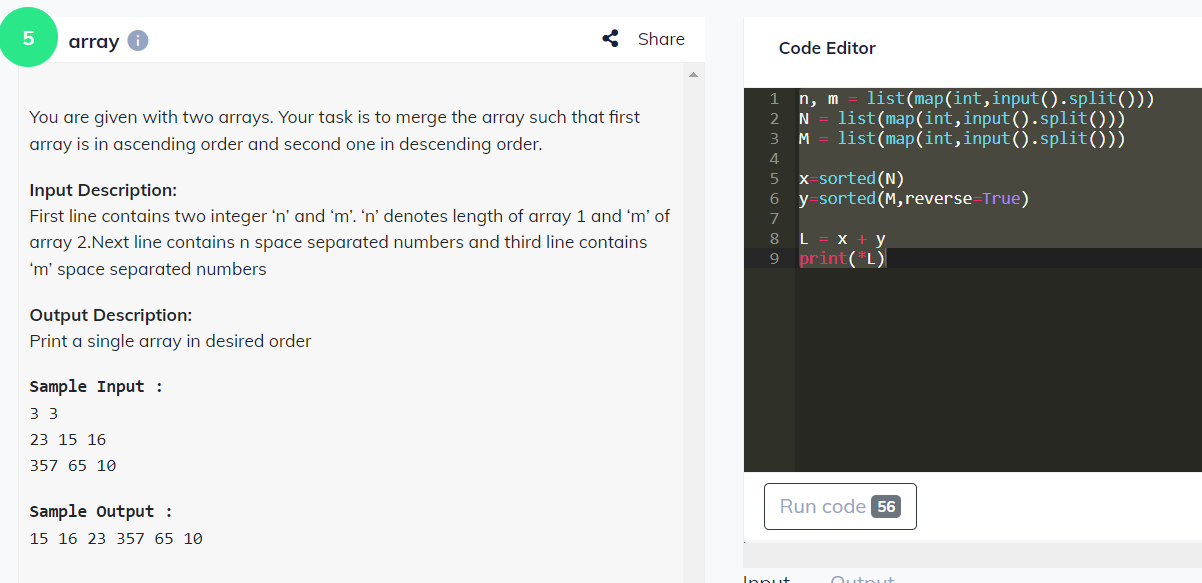 5
array i
Share
You are given with two arrays. Your task is to merge the array such that first
array is in ascending order and second one in descending order.
Input Description:
First line contains two integer ‘n’ and ‘m’. ‘n’ denotes length of array 1 and ‘m’ of
array 2.Next line contains n space separated numbers and third line contains
‘m’ space separated numbers
Output Description:
Print a single array in desired order
Sample Input :
3 3
23 15 16
357 65 10
Sample Output :
15 16 23 357 65 10
Code Editor
1 n, m = list(map(int,input().split()))
2 N = list(map(int,input().split()))
3 M = list(map(int,input().split()))
4
5 x=sorted(N)
6 y=sorted(M,reverse=True)
7
8 L = x + y
9 print(*L)
Run code 56
Input Output